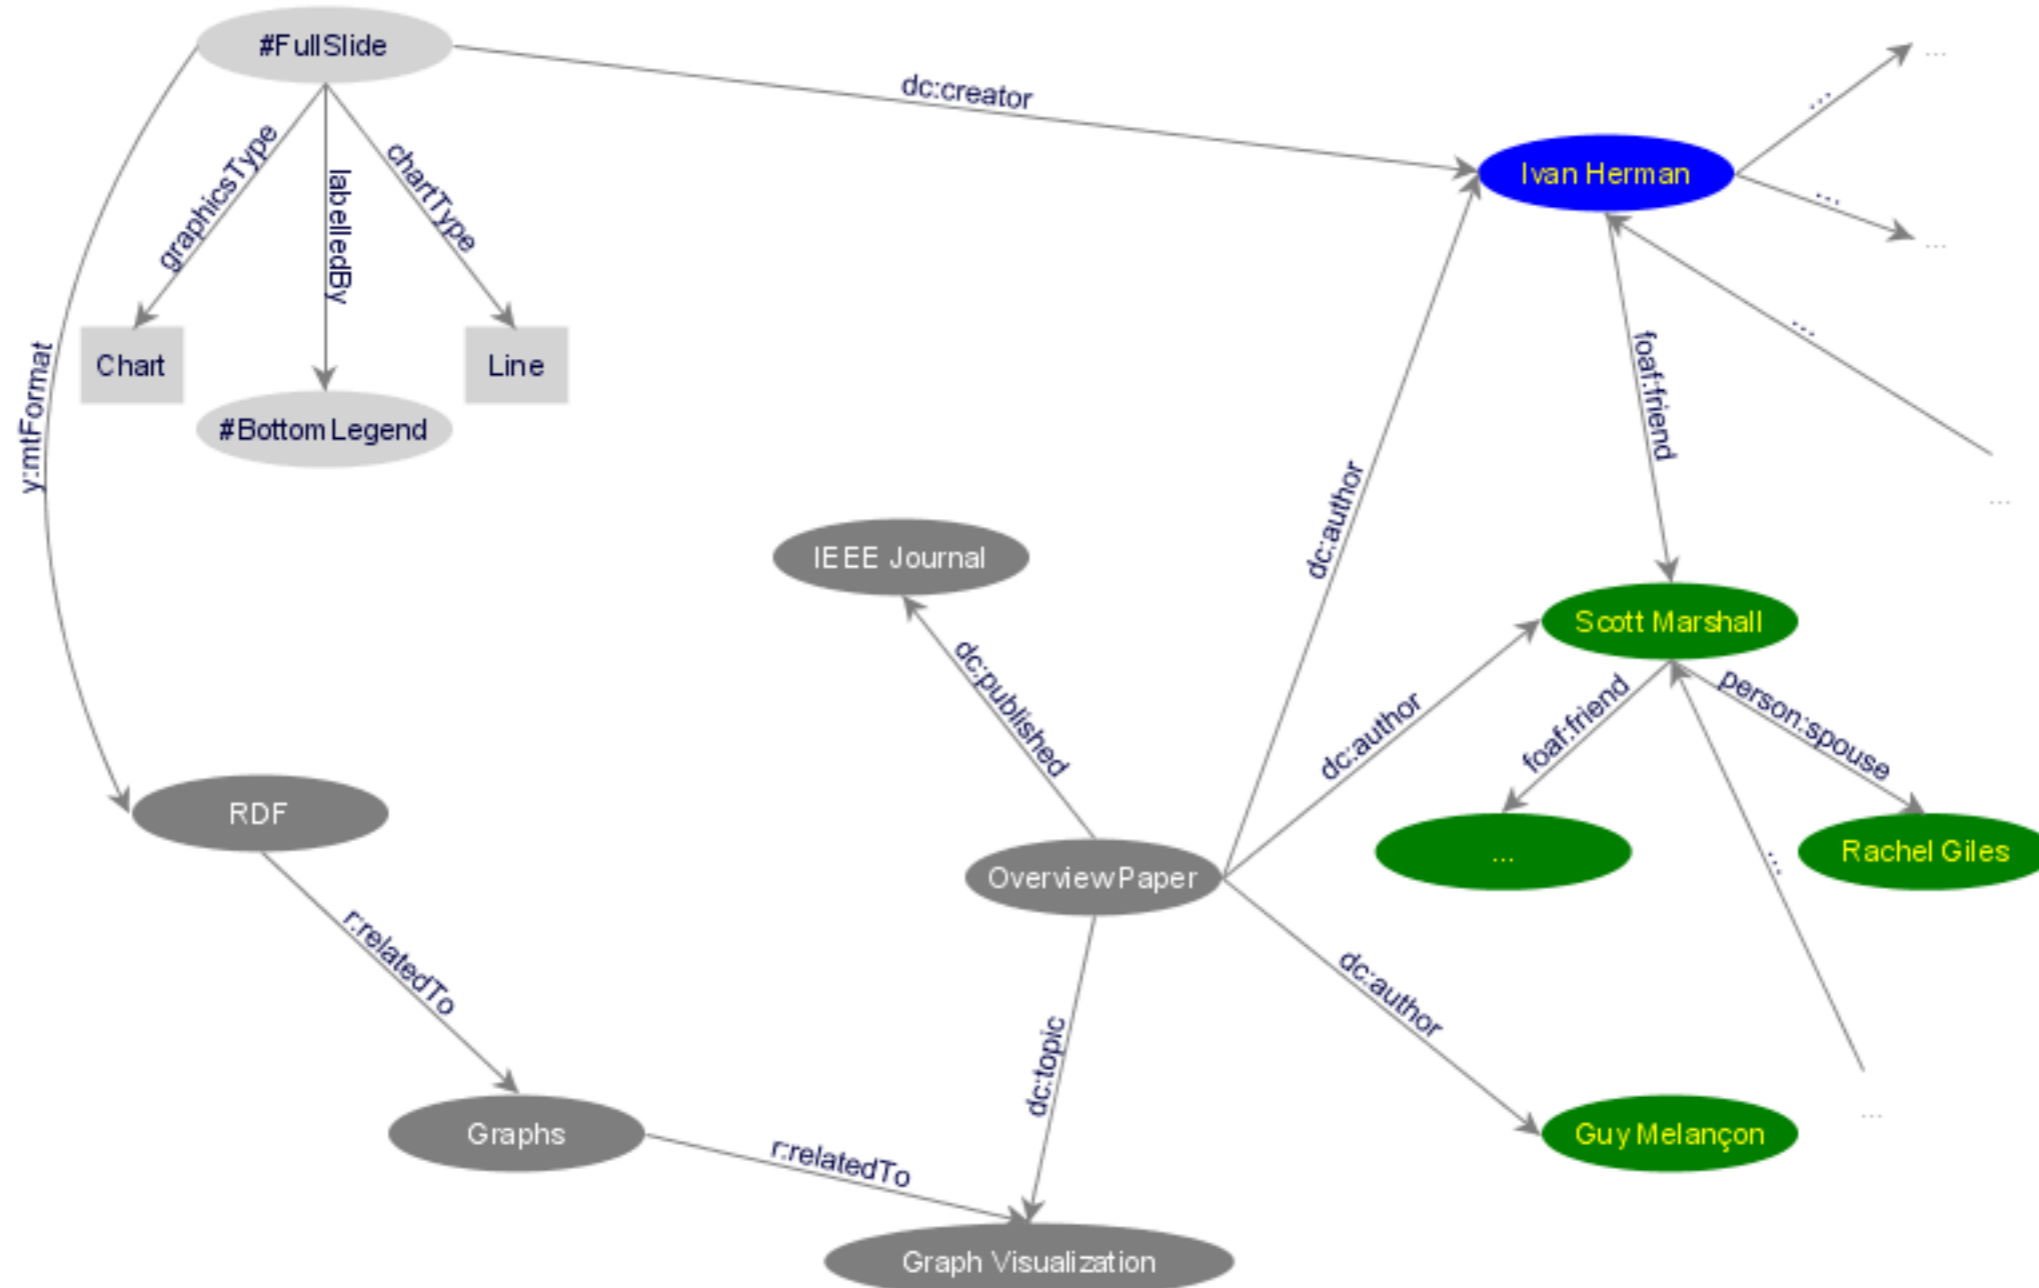 #FullSlide
...
dc:creator
...
graphicsType
labelledBy
chartType
Ivan Herman
...
...
...
Chart
Line
y:mtFormat
foaf:friend
#Bottom Legend
dc:author
...
IEEE Journal
Scott Marshall
dc:published
dc:author
foaf:friend
person:spouse
RDF
...
Rachel Giles
...
OverviewPaper
r:relatedTo
dc:author
dc:topic
...
Graphs
Guy Melançon
r:relatedTo
Graph Visualization